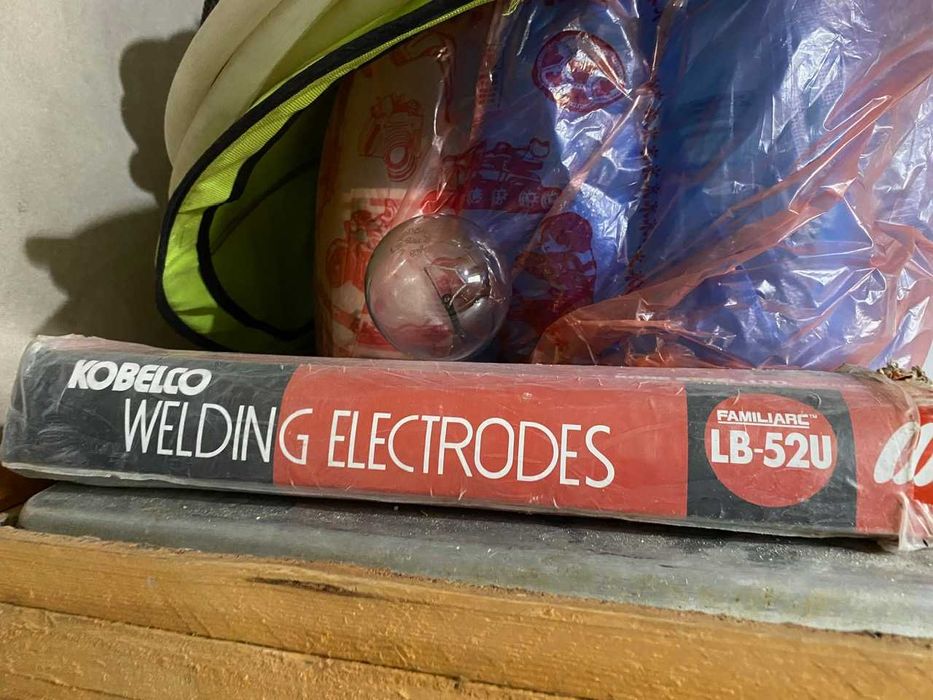 KOBELCO
WELDING ELECTRODES
FAMILIARC™
LB-52U